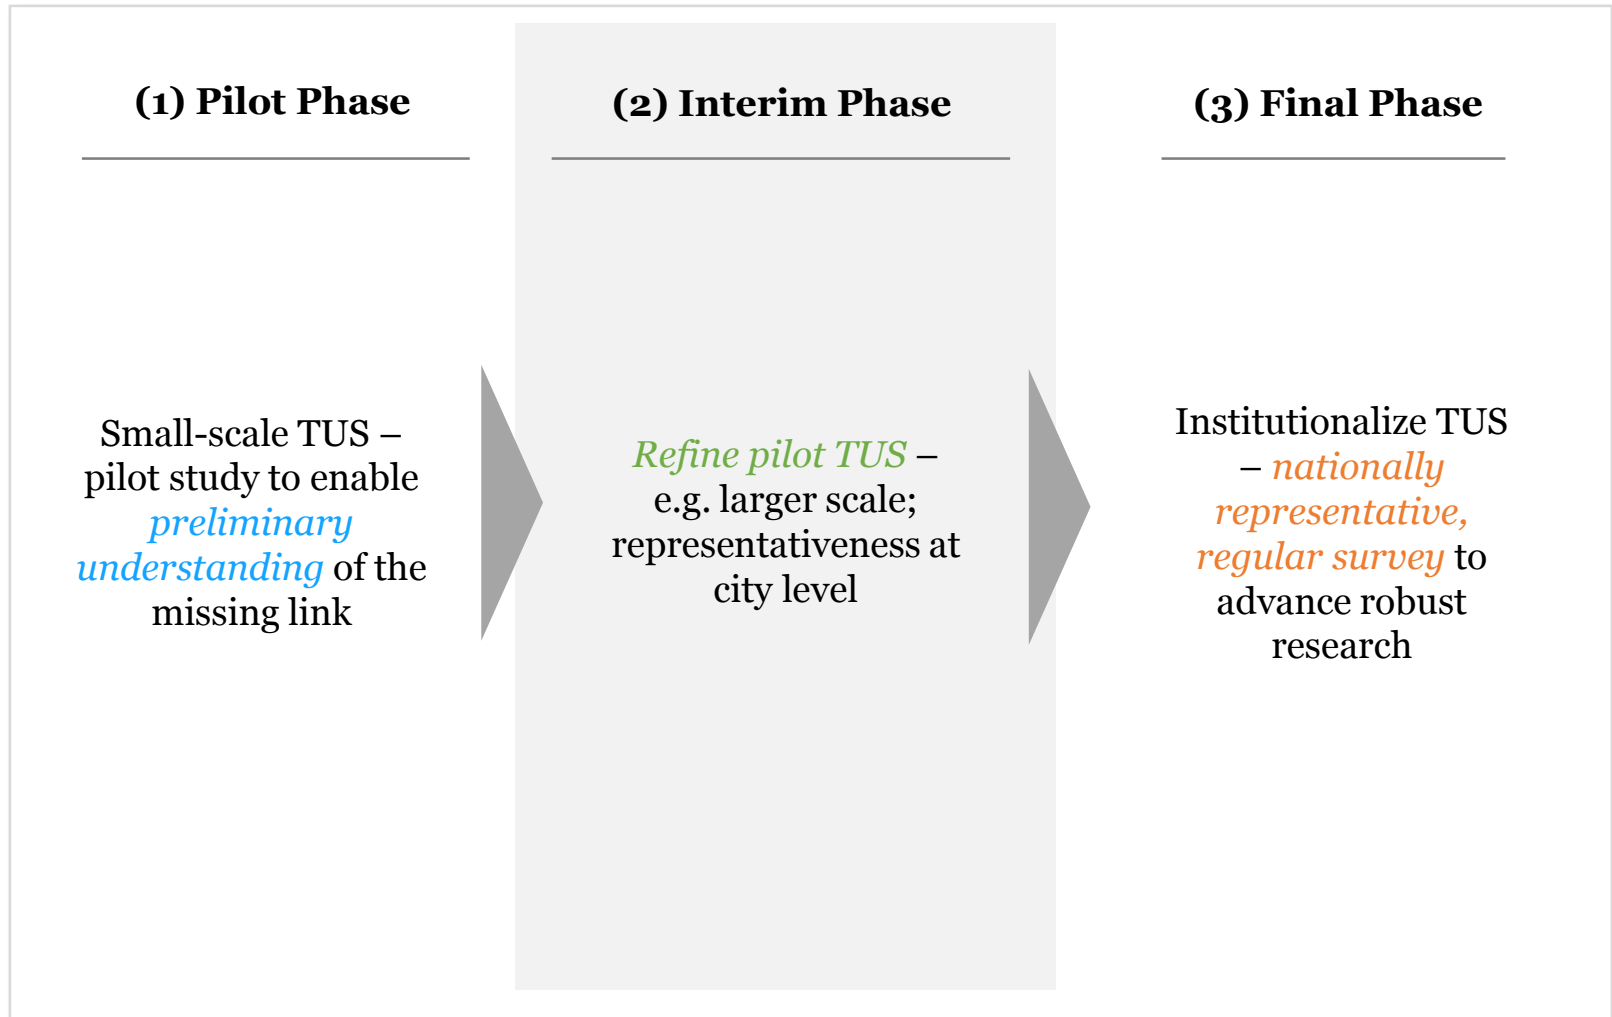 (1) Pilot Phase
Small-scale TUS –
pilot study to enable
preliminary
understanding of the
missing link
(2) Interim Phase
Refine pilot TUS –
e.g. larger scale;
representativeness at
city level
(3) Final Phase
Institutionalize TUS
– nationally
representative,
regular survey to
advance robust
research